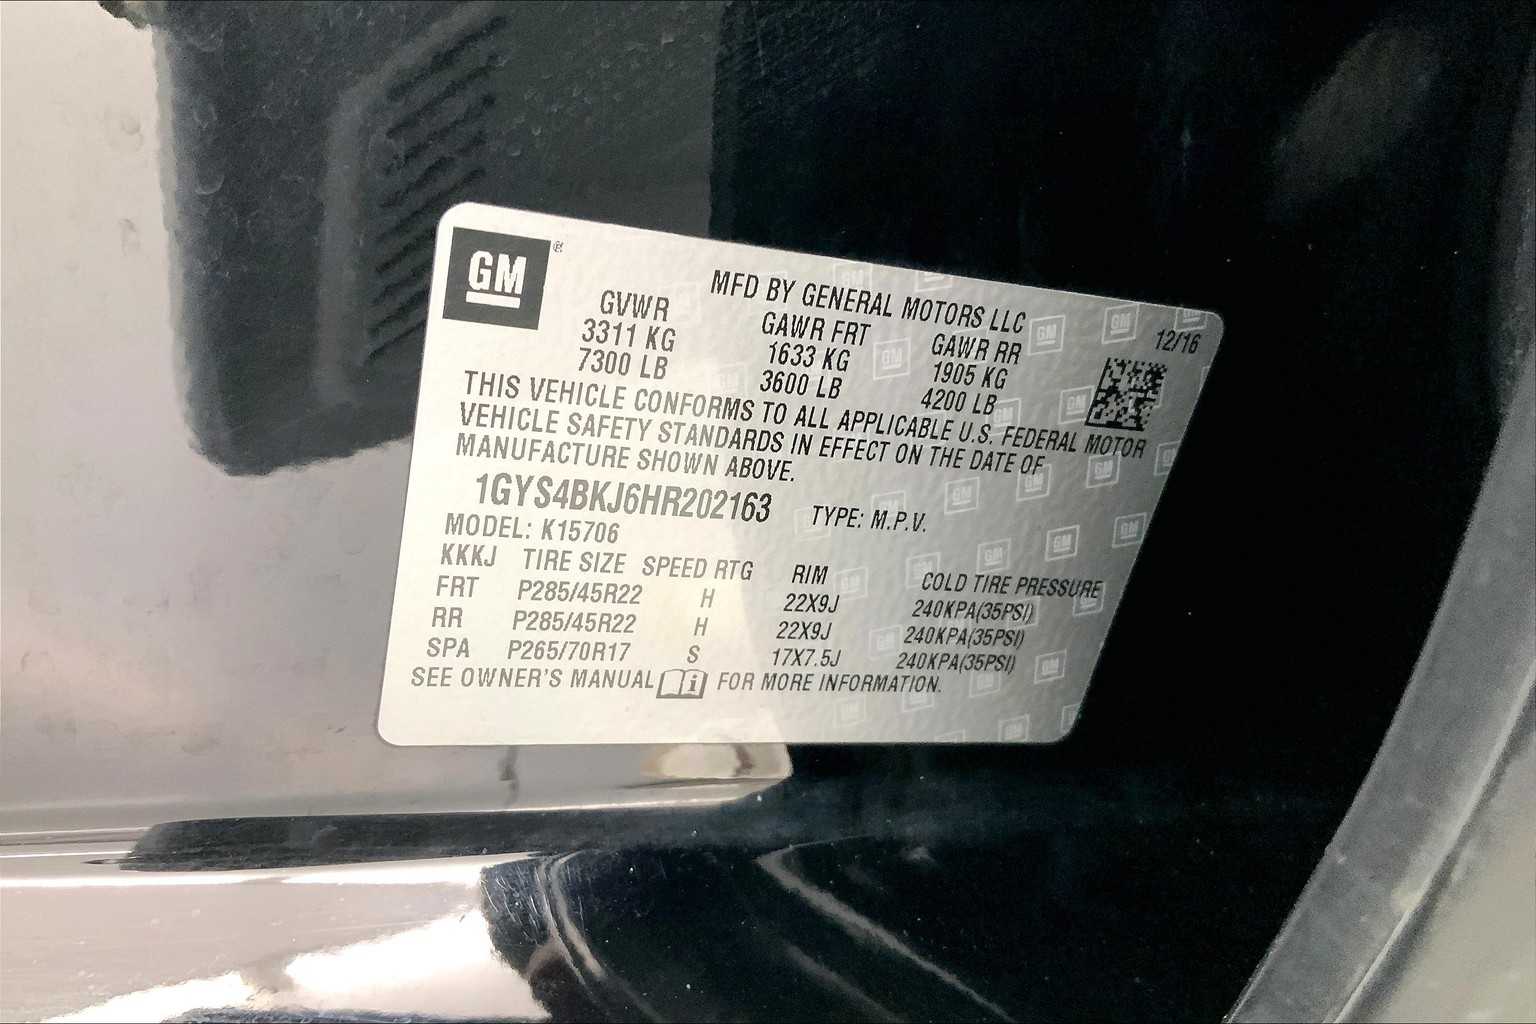 GM®
MFD BY GENERAL MOTORS LLC
12/16
GVWR GAWR FRT GAWR RR
3311 KG 1633 KG 1905 KG
7300 LB 3600 LB 4200 LB
THIS VEHICLE CONFORMS TO ALL APPLICABLE U.S. FEDERAL MOTOR
VEHICLE SAFETY STANDARDS IN EFFECT ON THE DATE OF
MANUFACTURE SHOWN ABOVE.
1GYS4BKJ6HR202163 TYPE: M.P.V.
MODEL: K15706
KKKJ TIRE SIZE SPEED RTG RIM COLD TIRE PRESSURE
FRT P285/45R22 H 22X9J 240KPA(35PSI)
RR P285/45R22 H 22X9J 240KPA(35PSI)
SPA P265/70R17 S 17X7.5J 240KPA(35PSI)
SEE OWNER'S MANUAL i FOR MORE INFORMATION.